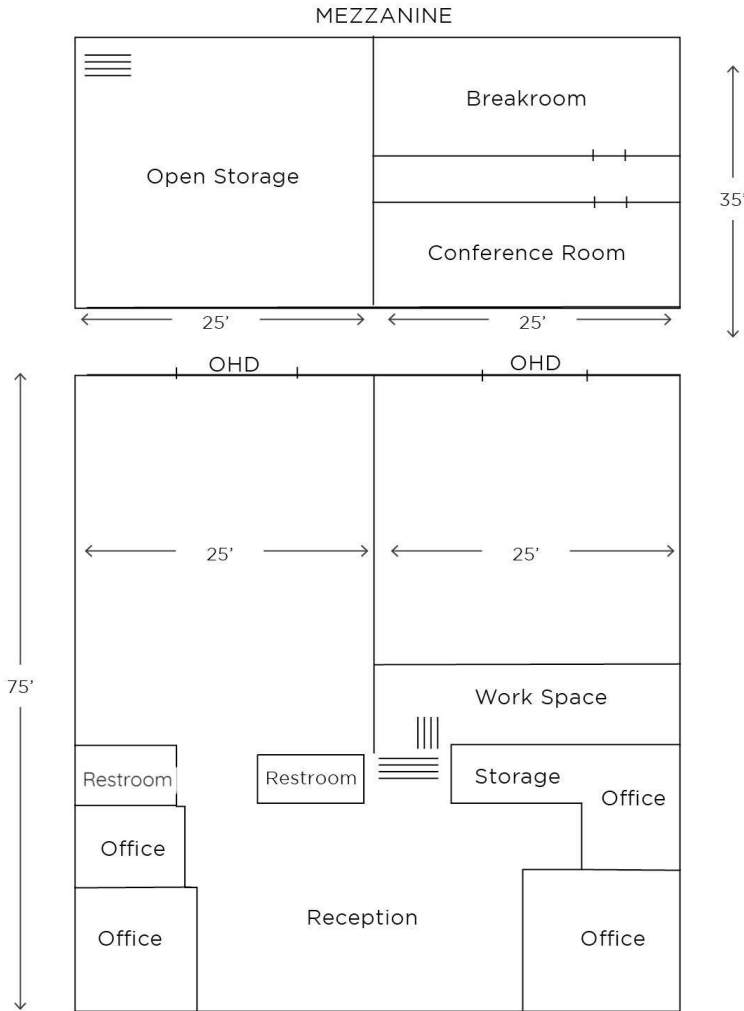 MEZZANINE
Breakroom
Open Storage
35'
Conference Room
25'
25'
OHD
OHD
25'
25'
75'
Work Space
Restroom
Restroom
Storage
Office
Office
Reception
Office
Office